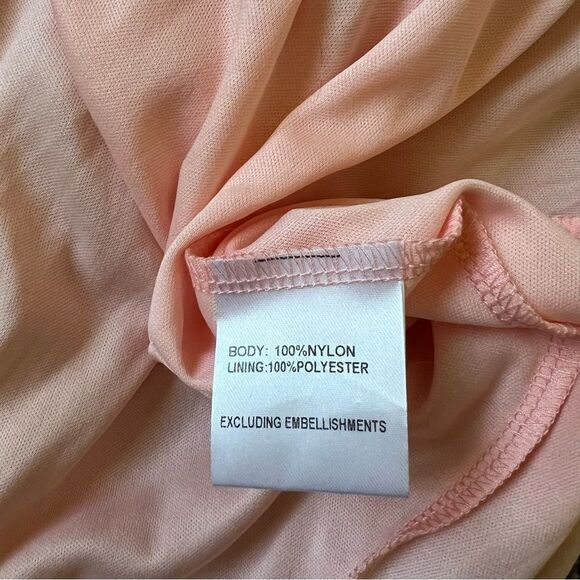 BODY: 100%NYLON
LINING:100%POLYESTER
EXCLUDING EMBELLISHMENTS